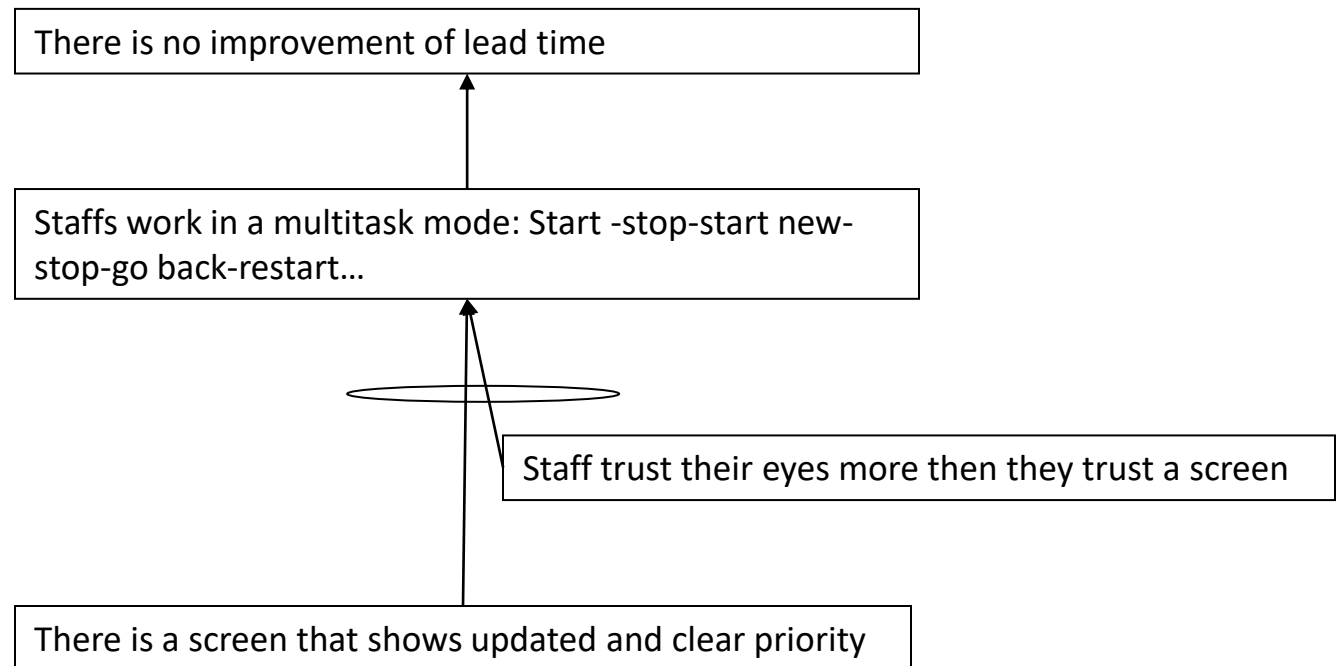 There is no improvement of lead time
Staffs work in a multitask mode: Start -stop-start new-
stop-go back-restart…
Staff trust their eyes more then they trust a screen
There is a screen that shows updated and clear priority